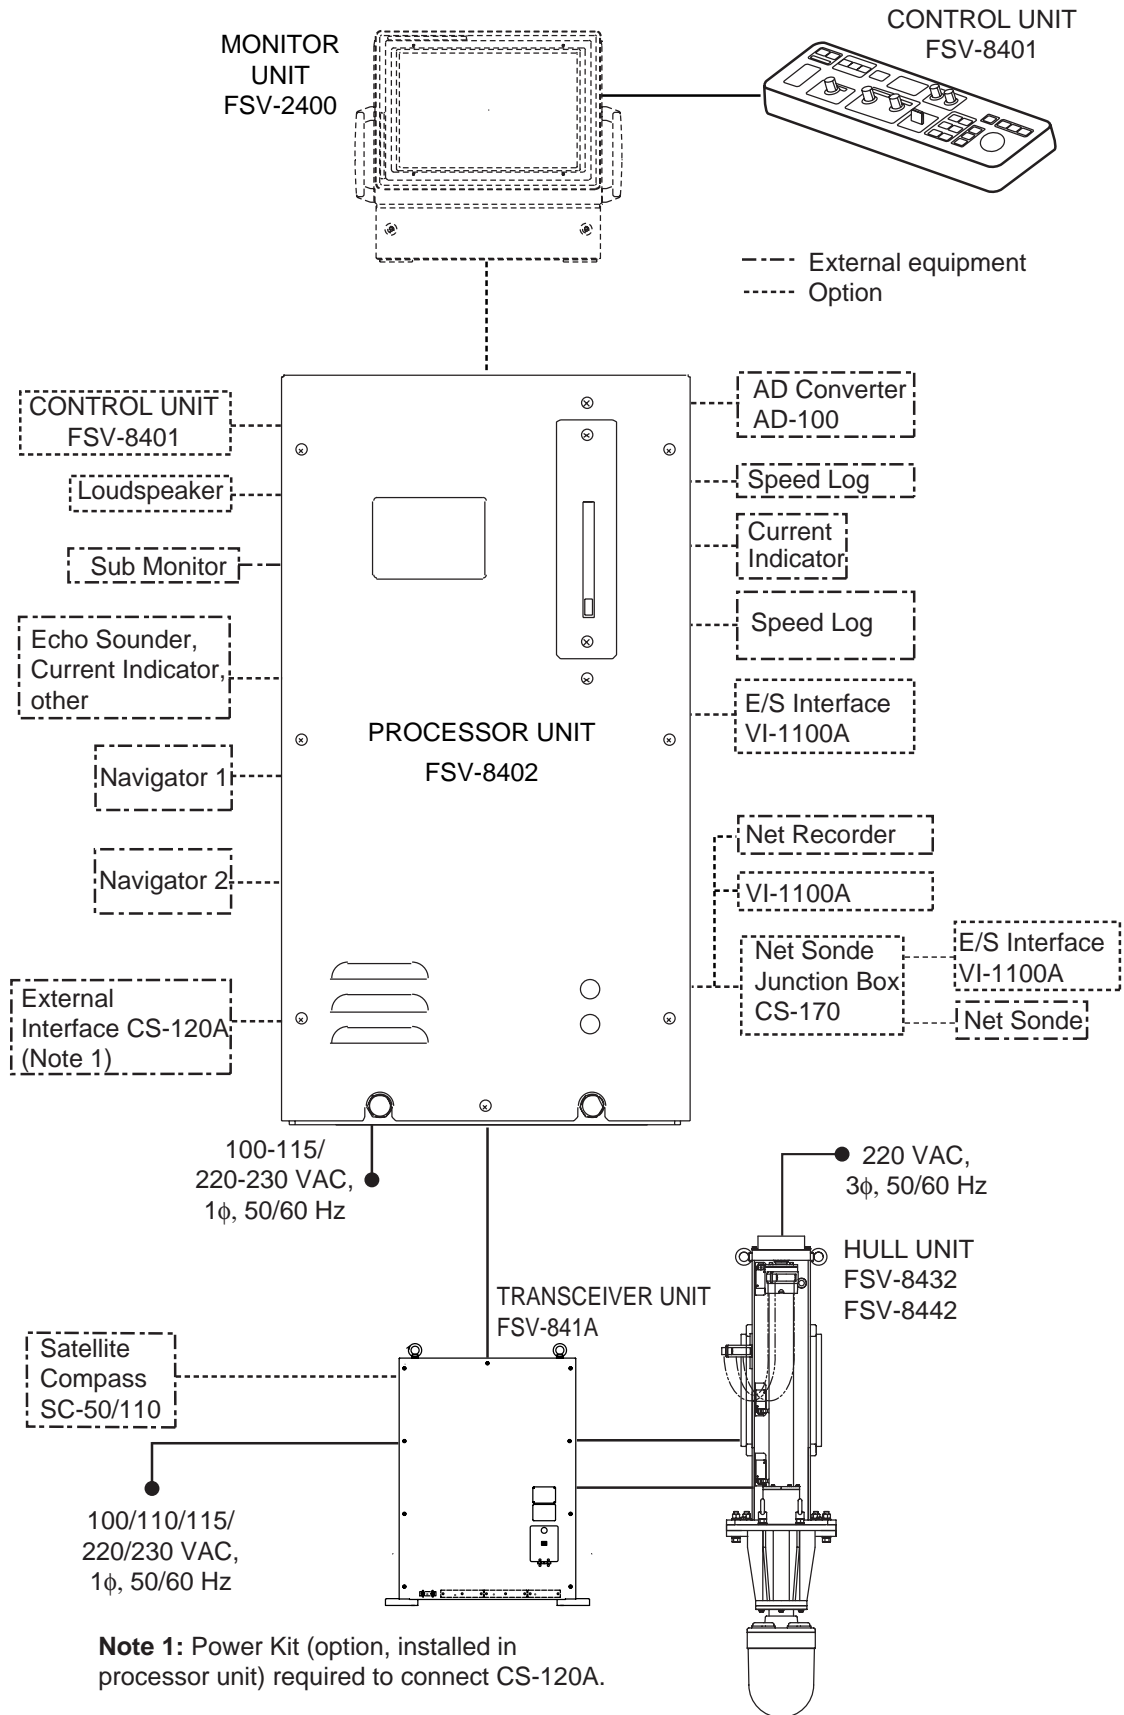 MONITOR
UNIT
FSV-2400
CONTROL UNIT
FSV-8401
External equipment
Option
CONTROL UNIT
FSV-8401
Loudspeaker
Sub Monitor
Echo Sounder,
Current Indicator,
other
Navigator 1
Navigator 2
External
Interface CS-120A
(Note 1)
PROCESSOR UNIT
FSV-8402
AD Converter
AD-100
Speed Log
Current
Indicator
Speed Log
E/S Interface
VI-1100A
Net Recorder
VI-1100A
Net Sonde
Junction Box
CS-170
E/S Interface
VI-1100A
Net Sonde
100-115/
220-230 VAC,
1ϕ, 50/60 Hz
220 VAC,
3ϕ, 50/60 Hz
HULL UNIT
FSV-8432
FSV-8442
TRANSCEIVER UNIT
FSV-841A
Satellite
Compass
SC-50/110
100/110/115/
220/230 VAC,
1ϕ, 50/60 Hz
Note 1: Power Kit (option, installed in
processor unit) required to connect CS-120A.